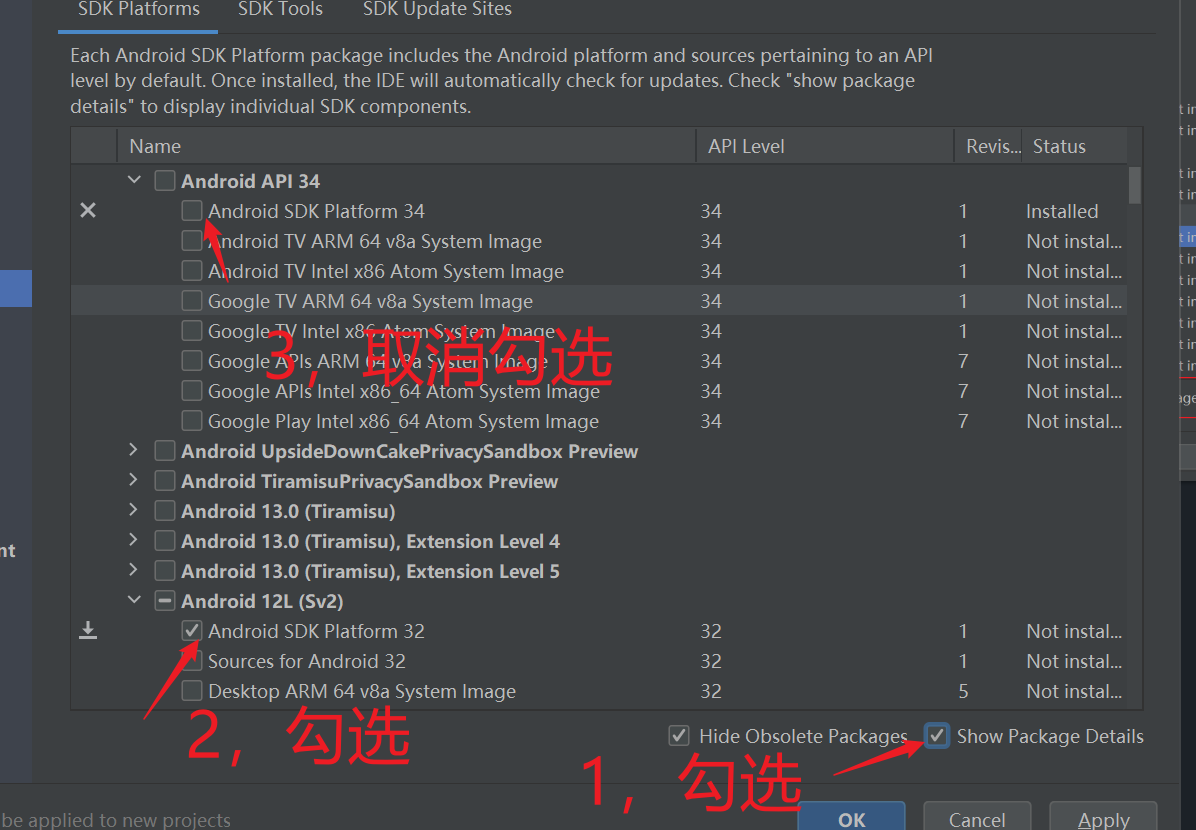 SDK Platforms SDK Tools SDK Update Sites
Each Android SDK Platform package includes the Android platform and sources pertaining to an API
level by default. Once installed, the IDE will automatically check for updates. Check "show package
details" to display individual SDK components.
Name API Level Revis... Status
Android API 34
Android SDK Platform 34 34 1 Installed
Android TV ARM 64 v8a System Image 34 1 Not instal...
Android TV Intel x86 Atom System Image 34 1 Not instal...
Google TV ARM 64 v8a System Image 34 1 Not instal...
Google TV Intel x86 Atom System Image 34 1 Not instal...
3，取消勾选
Google APIs ARM 64 v8a System Image 34 7 Not instal...
Google APIs Intel x86_64 Atom System Image 34 7 Not instal...
Google Play Intel x86_64 Atom System Image 34 7 Not instal...
Android UpsideDownCakePrivacySandbox Preview
Android TiramisuPrivacySandbox Preview
Android 13.0 (Tiramisu)
Android 13.0 (Tiramisu), Extension Level 4
nt
Android 13.0 (Tiramisu), Extension Level 5
Android 12L (Sv2)
Android SDK Platform 32 32 1 Not instal...
Sources for Android 32 32 1 Not instal...
Desktop ARM 64 v8a System Image 32 5 Not instal...
2，勾选
Hide Obsolete Packages Show Package Details
1，勾选
be applied to new projects OK Cancel Apply